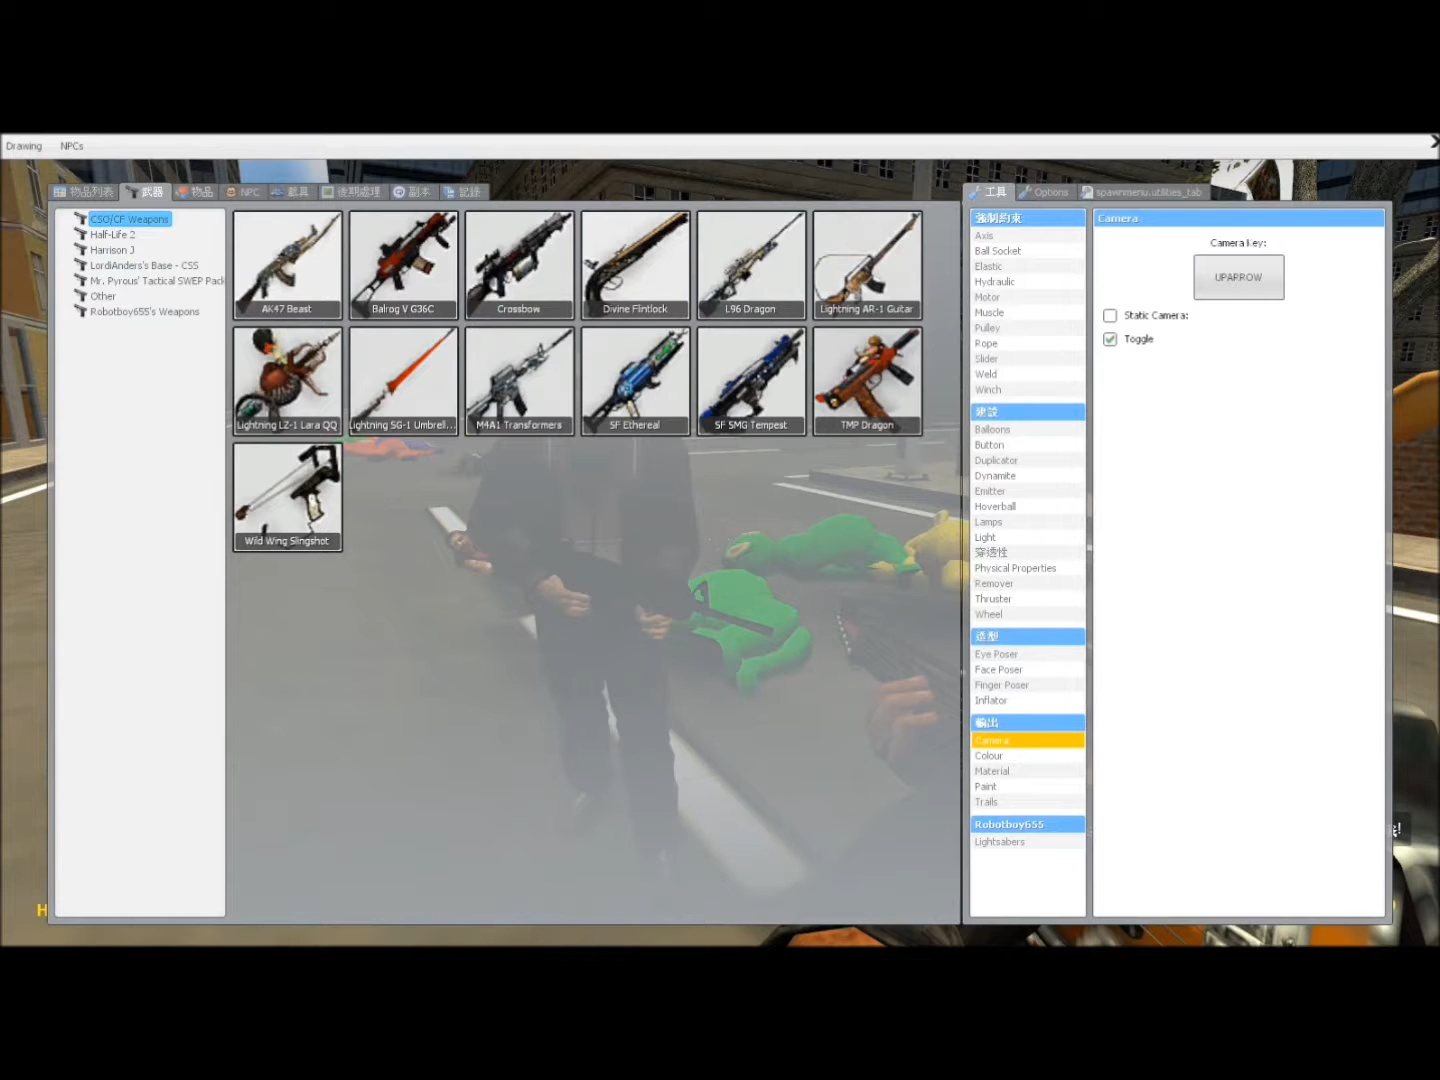 Drawing NPCs
物品列表 武器 物品 NPC 載具 後期處理 副本 記錄
CSO/CF Weapons
Half-Life 2
Harrison J
LordiAnders's Base - CSS
Mr. Pyrous' Tactical SWEP Pack
Other
Robotboy655's Weapons
AK47 Beast
Balrog V G36C
Crossbow
Divine Flintlock
L96 Dragon
Lightning AR-1 Guitar
Lightning LZ-1 Lara QQ
Lightning SG-1 Umbrell...
M4A1 Transformers
SF Ethereal
SF SMG Tempest
TMP Dragon
Wild Wing Slingshot
工具 Options spawnmenu.utilities_tab
強制約束
Axis
Ball Socket
Elastic
Hydraulic
Motor
Muscle
Pulley
Rope
Slider
Weld
Winch
建設
Balloons
Button
Duplicator
Dynamite
Emitter
Hoverball
Lamps
Light
穿透性
Physical Properties
Remover
Thruster
Wheel
造型
Eye Poser
Face Poser
Finger Poser
Inflator
輸出
Camera
Colour
Material
Paint
Trails
Robotboy655
Lightsabers
Camera
Camera Key:
UPARROW
Static Camera:
Toggle
H